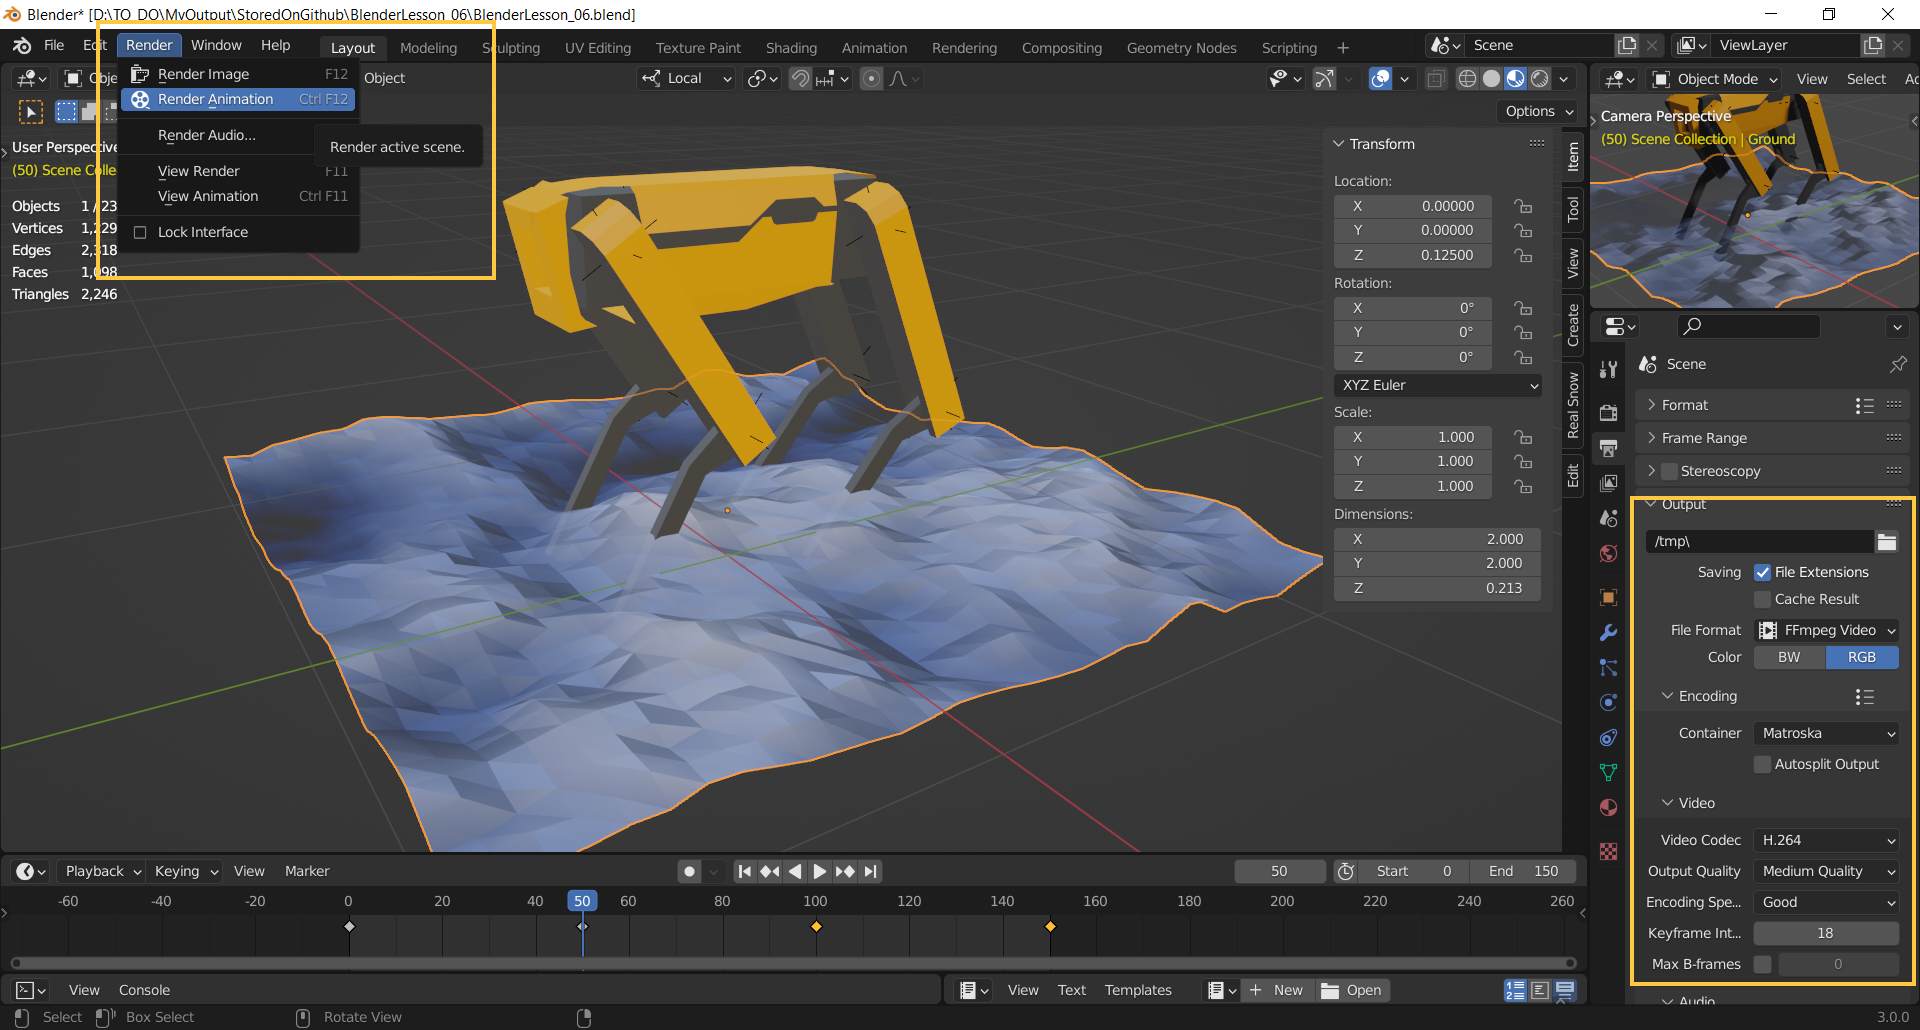 Blender* [D:\TO_DO\MyOutput\StoredOnGithub\BlenderLesson_06\BlenderLesson_06.blend]
File Edit Render Window Help Layout Modeling Sculpting UV Editing Texture Paint Shading Animation Rendering Compositing Geometry Nodes Scripting + Scene ViewLayer
Object Local Object Mode View Select
Render Image F12
Render Animation Ctrl F12
Render Audio...
Render active scene.
View Render F11
View Animation Ctrl F11
Lock Interface
Options
User Perspective
(50) Scene Colle
Objects 1 / 23
Vertices 1,229
Edges 2,318
Faces 1,098
Triangles 2,246
Transform
Location:
X 0.00000
Y 0.00000
Z 0.12500
Rotation:
X 0°
Y 0°
Z 0°
XYZ Euler
Scale:
X 1.000
Y 1.000
Z 1.000
Dimensions:
X 2.000
Y 2.000
Z 0.213
Item
Tool
View
Create
Real Snow
Edit
Camera Perspective
(50) Scene Collection | Ground
Scene
Format
Frame Range
Stereoscopy
Output
/tmp\
Saving File Extensions
Cache Result
File Format FFmpeg Video
Color BW RGB
Encoding
Container Matroska
Autosplit Output
Video
Video Codec H.264
Output Quality Medium Quality
Encoding Spe... Good
Keyframe Int... 18
Max B-frames 0
Audio
Playback Keying View Marker 50 Start 0 End 150
-60 -40 -20 0 20 40 50 60 80 100 120 140 160 180 200 220 240 260
View Console View Text Templates + New Open
Select Box Select Rotate View 3.0.0